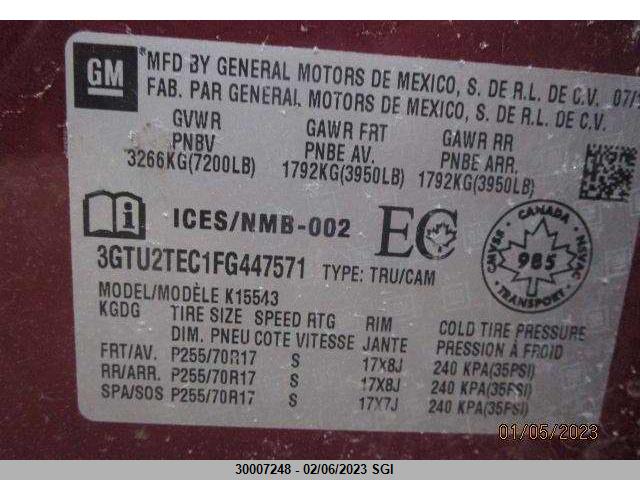 GM
*MFD BY GENERAL MOTORS DE MEXICO, S. DE R.L. DE C.V. 07/
FAB. PAR GENERAL MOTORS DE MEXICO, S. DE R.L. DE C.V.
GVWR GAWR FRT GAWR RR
PNBV PNBE AV. PNBE ARR.
3266KG(7200LB) 1792KG(3950LB) 1792KG(3950LB)
ICES/NMB-002 EC
CANADA
CMVSS NSVAC
985
TRANSPORT
3GTU2TEC1FG447571 TYPE: TRU/CAM
MODEL/MODÈLE K15543
KGDG TIRE SIZE SPEED RTG RIM COLD TIRE PRESSURE
DIM. PNEU COTE VITESSE JANTE PRESSION À FROID
FRT/AV. P255/70R17 S 17X8J 240 KPA(35PSI)
RR/ARR. P255/70R17 S 17X8J 240 KPA(35PSI)
SPA/SOS P255/70R17 S 17X7J 240 KPA(35PSI)
01/05/2023
30007248 - 02/06/2023 SGI